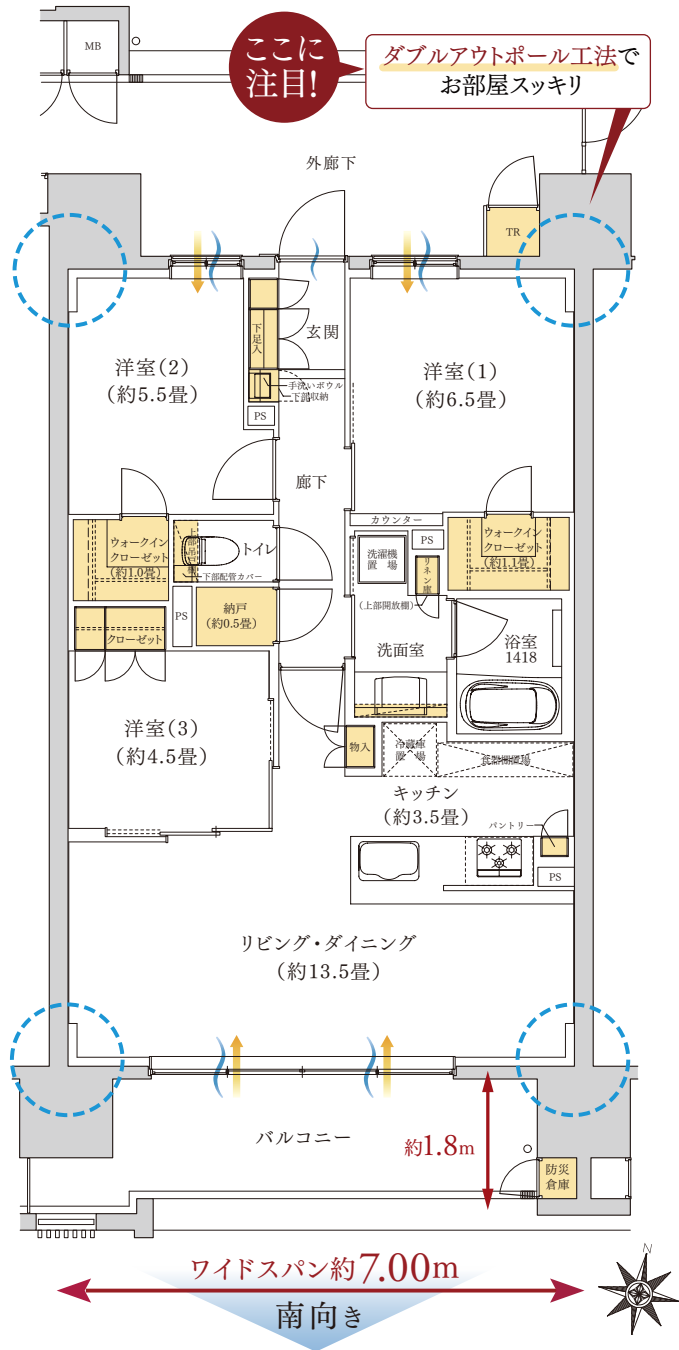 MB
ここに
注目!
ダブルアウトポール工法で
お部屋スッキリ
外廊下
TR
玄関
下足入
手洗いボウル
下部収納
PS
洋室(2)
(約5.5畳)
洋室(1)
(約6.5畳)
廊下
カウンター
PS
ウォークイン
クローゼット
(約1.0畳)
上部吊戸棚
トイレ
下部配管カバー
洗濯機
置場
リネン庫
(上部開放棚)
ウォークイン
クローゼット
(約1.1畳)
PS
納戸
(約0.5畳)
クローゼット
洗面室
浴室
1418
洋室(3)
(約4.5畳)
物入
冷蔵庫
置場
食器棚置場
キッチン
(約3.5畳)
パントリー
PS
リビング・ダイニング
(約13.5畳)
バルコニー
約1.8m
防災
倉庫
ワイドスパン約7.00m
南向き
N